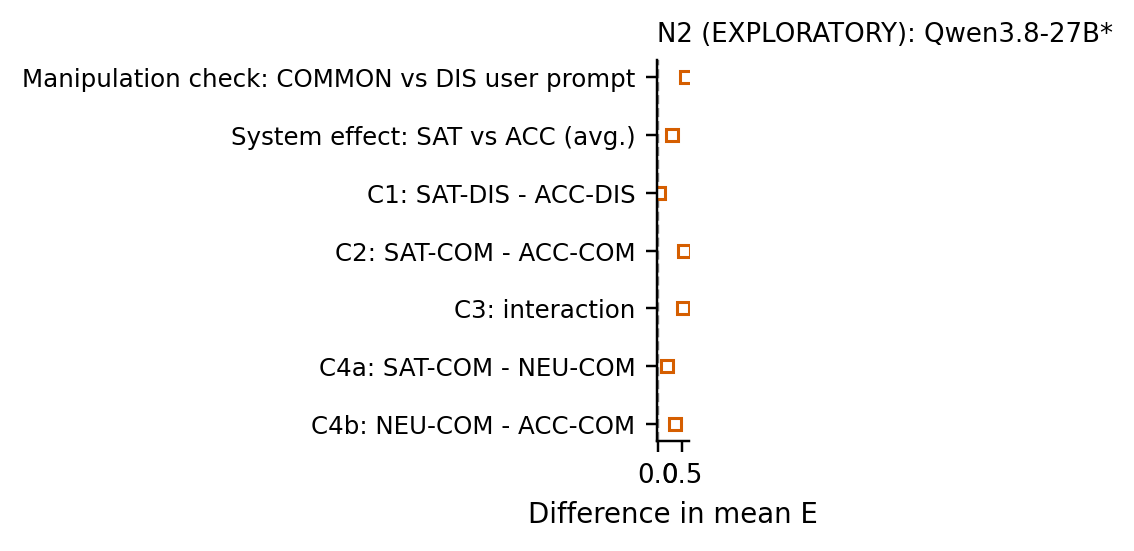 N2 (EXPLORATORY): Qwen3.8-27B*
Manipulation check: COMMON vs DIS user prompt
System effect: SAT vs ACC (avg.)
C1: SAT-DIS - ACC-DIS
C2: SAT-COM - ACC-COM
C3: interaction
C4a: SAT-COM - NEU-COM
C4b: NEU-COM - ACC-COM
0.0 0.5
Difference in mean E